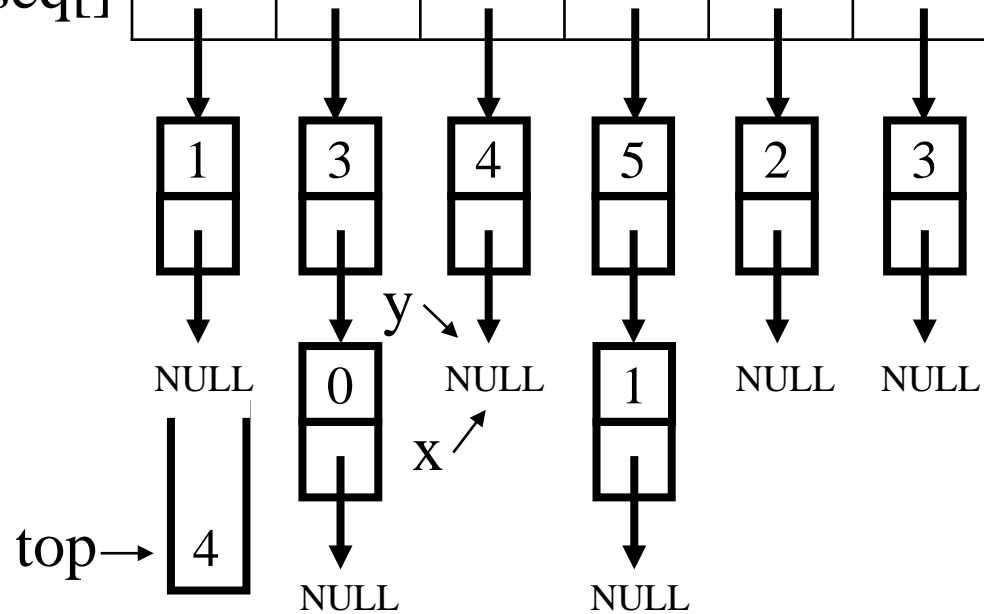 seq[]
1 3 4 5 2 3
y
NULL NULL NULL NULL
0 1
x
top 4
NULL NULL